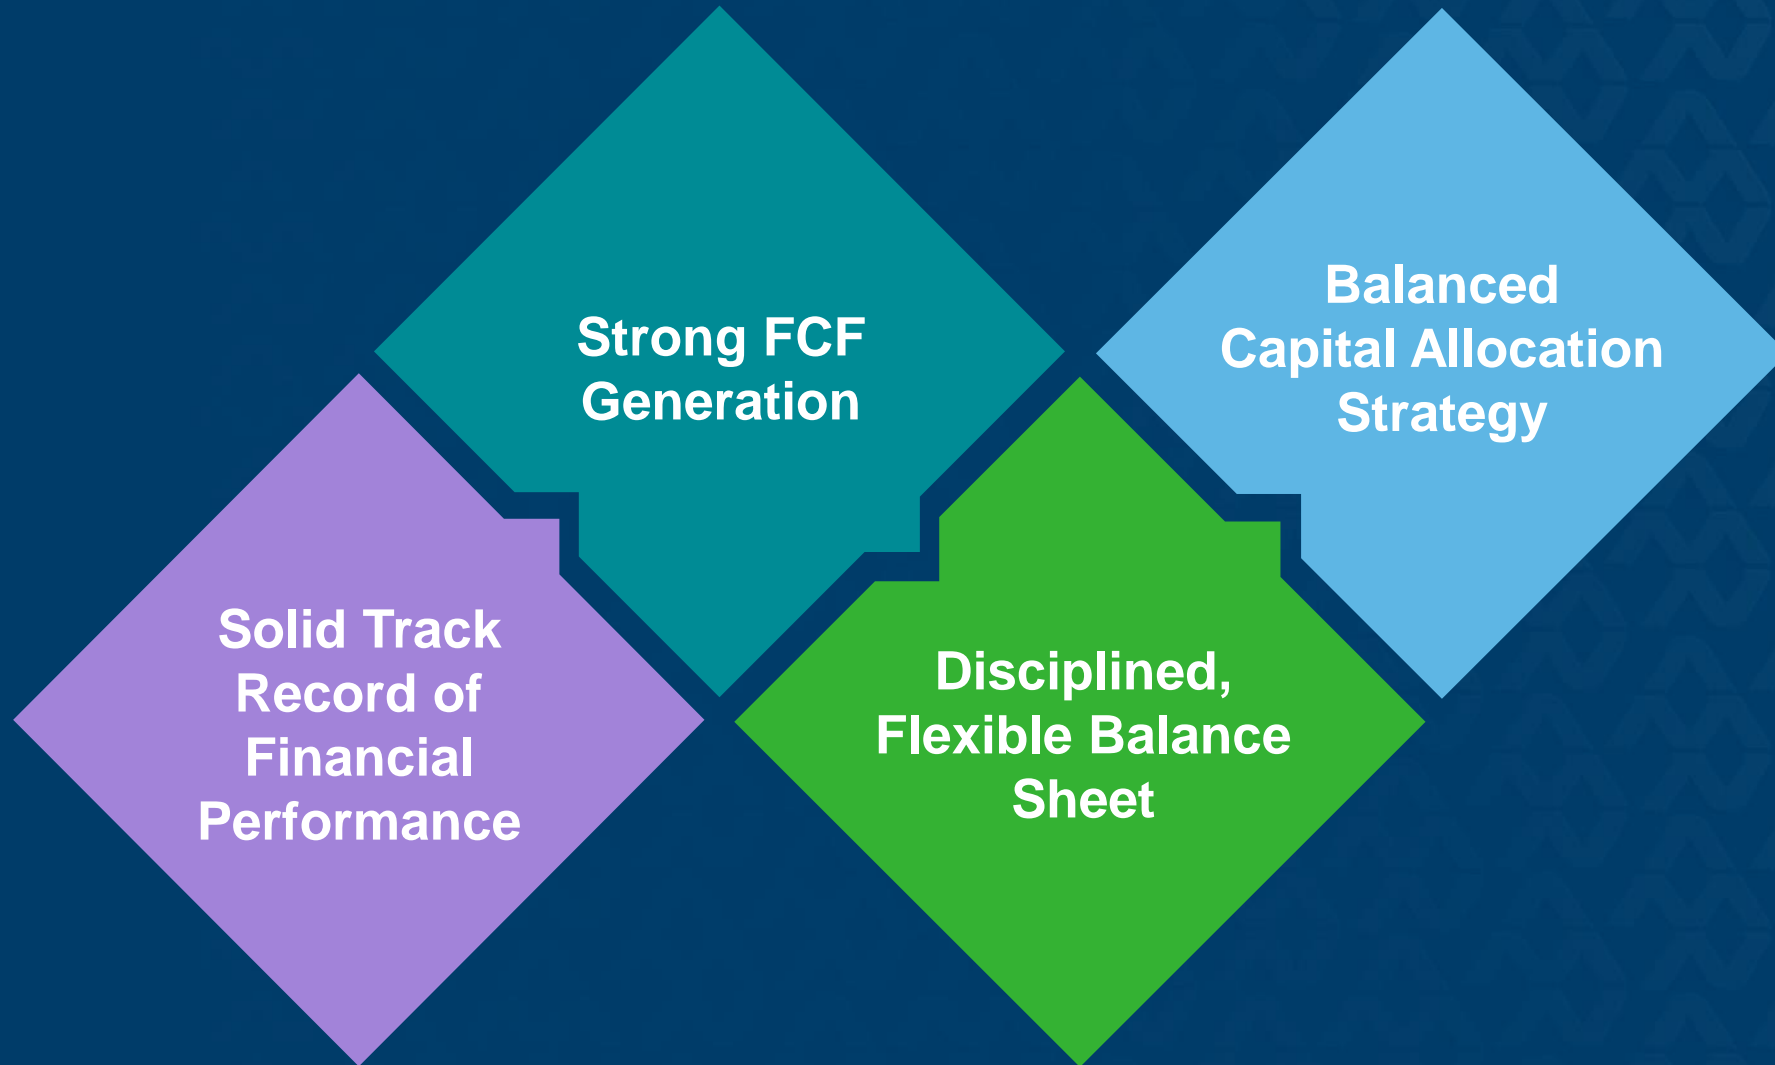 Solid Track
Record of
Financial
Performance
Strong FCF
Generation
Disciplined,
Flexible Balance
Sheet
Balanced
Capital Allocation
Strategy